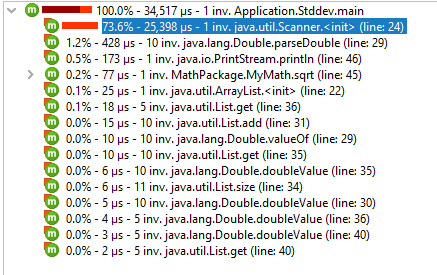 m 100.0% - 34,517 µs - 1 inv. Application.Stddev.main
m 73.6% - 25,398 µs - 1 inv. java.util.Scanner.<init> (line: 24)
m 1.2% - 428 µs - 10 inv. java.lang.Double.parseDouble (line: 29)
m 0.5% - 173 µs - 1 inv. java.io.PrintStream.println (line: 46)
m 0.2% - 77 µs - 1 inv. MathPackage.MyMath.sqrt (line: 45)
m 0.1% - 25 µs - 1 inv. java.util.ArrayList.<init> (line: 22)
m 0.1% - 18 µs - 5 inv. java.util.List.get (line: 36)
m 0.0% - 15 µs - 10 inv. java.util.List.add (line: 31)
m 0.0% - 10 µs - 10 inv. java.lang.Double.valueOf (line: 29)
m 0.0% - 10 µs - 10 inv. java.util.List.get (line: 35)
m 0.0% - 6 µs - 10 inv. java.lang.Double.doubleValue (line: 35)
m 0.0% - 6 µs - 11 inv. java.util.List.size (line: 34)
m 0.0% - 5 µs - 10 inv. java.lang.Double.doubleValue (line: 30)
m 0.0% - 4 µs - 5 inv. java.lang.Double.doubleValue (line: 36)
m 0.0% - 3 µs - 5 inv. java.lang.Double.doubleValue (line: 40)
m 0.0% - 2 µs - 5 inv. java.util.List.get (line: 40)